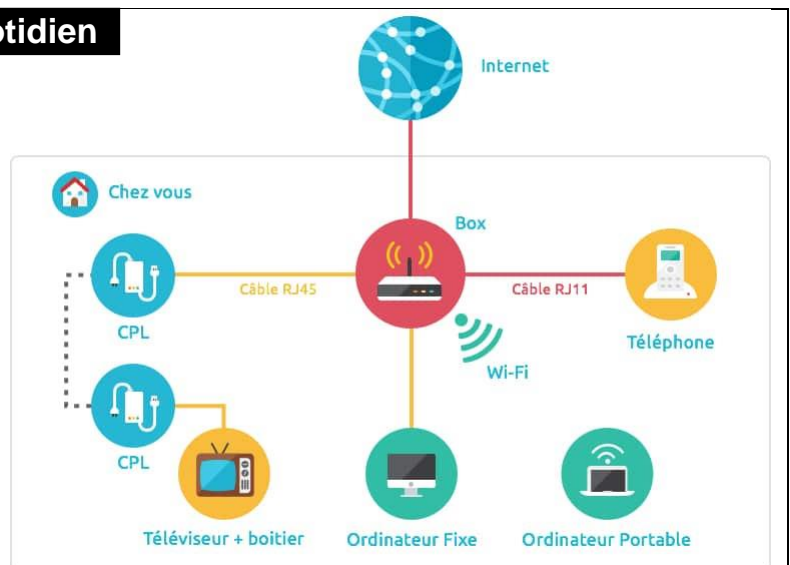 otidien
Internet
Chez vous
Box
Câble RJ45
Câble RJ11
CPL
Téléphone
Wi-Fi
CPL
Téléviseur + boitier
Ordinateur Fixe
Ordinateur Portable